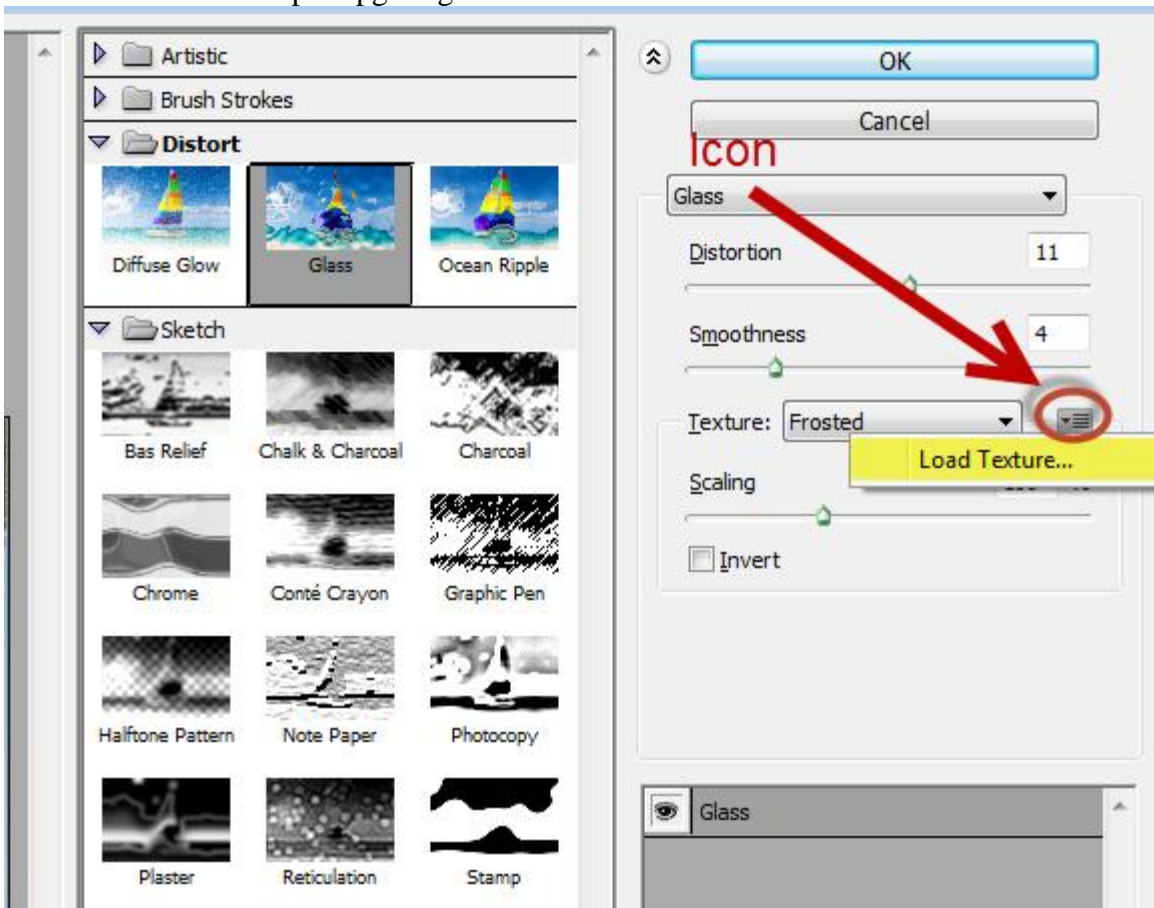 Artistic
Brush Strokes
Distort
Diffuse Glow Glass Ocean Ripple
Sketch
Bas Relief Chalk & Charcoal Charcoal
Chrome Conté Crayon Graphic Pen
Halftone Pattern Note Paper Photocopy
Plaster Reticulation Stamp
OK
Cancel
Icon
Glass
Distortion 11
Smoothness 4
Texture: Frosted
Load Texture...
Scaling
Invert
Glass